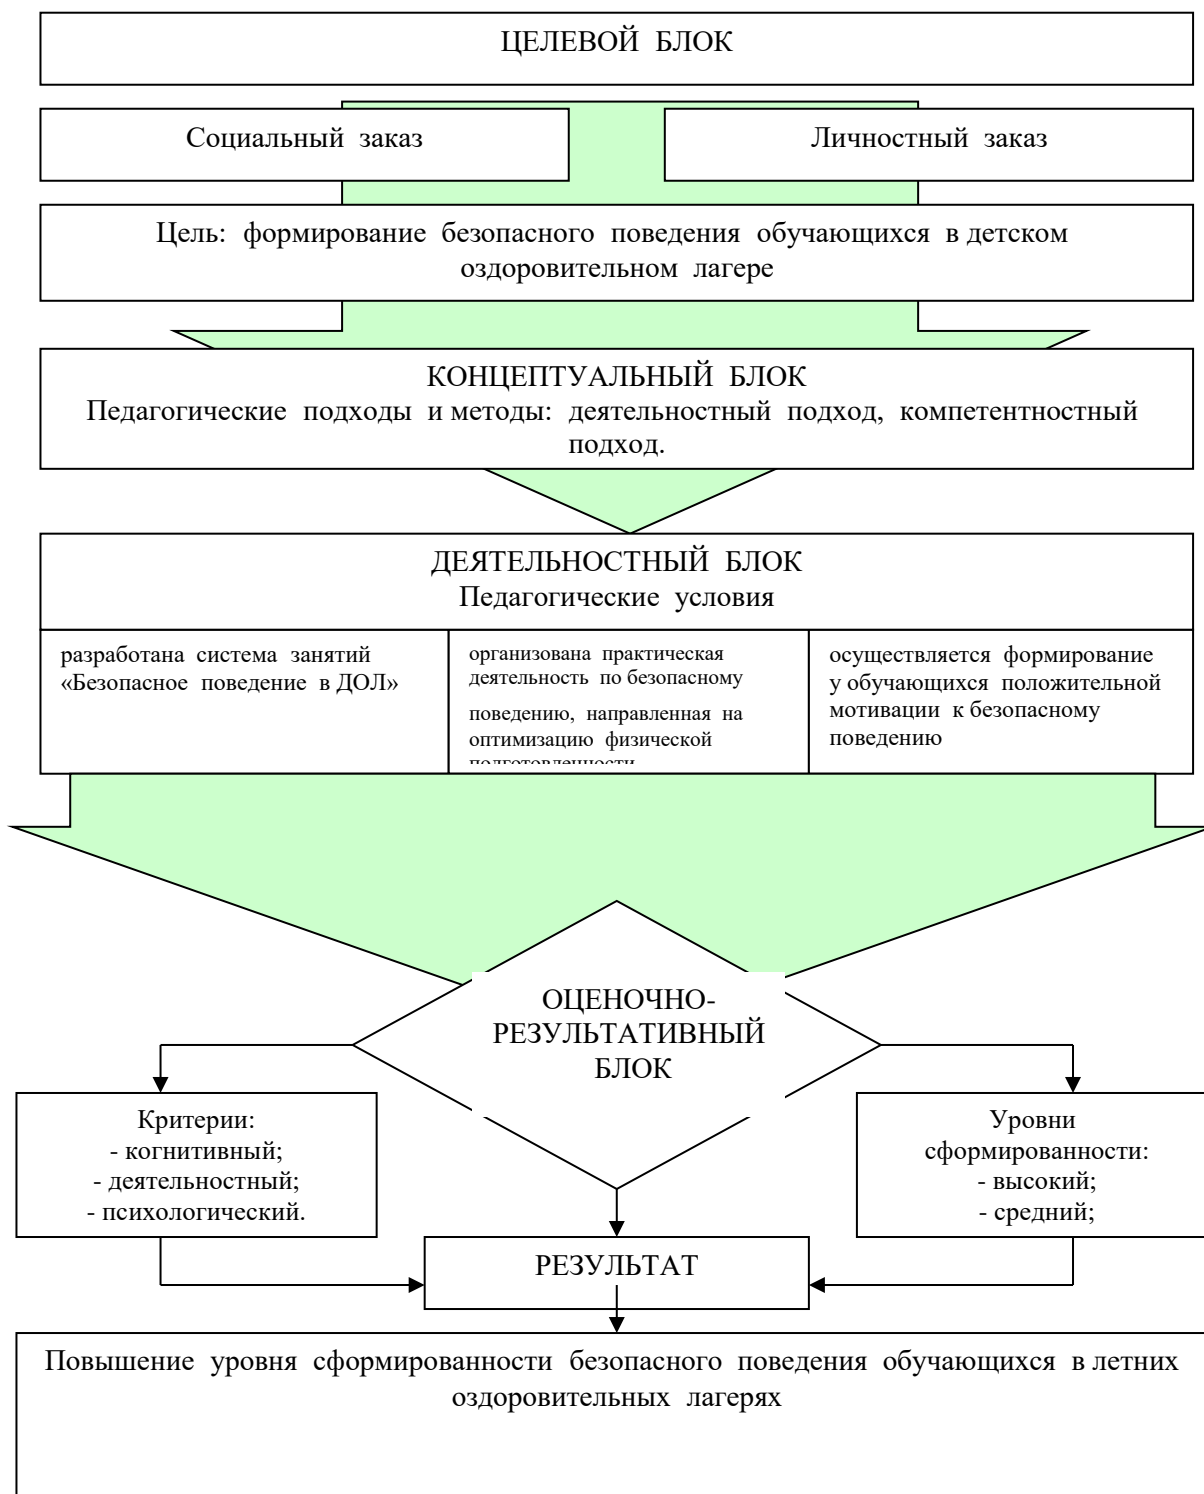 ЦЕЛЕВОЙ БЛОК
Социальный заказ
Личностный заказ
Цель: формирование безопасного поведения обучающихся в детском
оздоровительном лагере
КОНЦЕПТУАЛЬНЫЙ БЛОК
Педагогические подходы и методы: деятельностный подход, компетентностный
подход.
ДЕЯТЕЛЬНОСТНЫЙ БЛОК
Педагогические условия
разработана система занятий
«Безопасное поведение в ДОЛ»
организована практическая
деятельность по безопасному
поведению, направленная на
оптимизацию физической
подготовленности
осуществляется формирование
у обучающихся положительной
мотивации к безопасному
поведению
ОЦЕНОЧНО-
РЕЗУЛЬТАТИВНЫЙ
БЛОК
Критерии:
- когнитивный;
- деятельностный;
- психологический.
Уровни
сформированности:
- высокий;
- средний;
РЕЗУЛЬТАТ
Повышение уровня сформированности безопасного поведения обучающихся в летних
оздоровительных лагерях